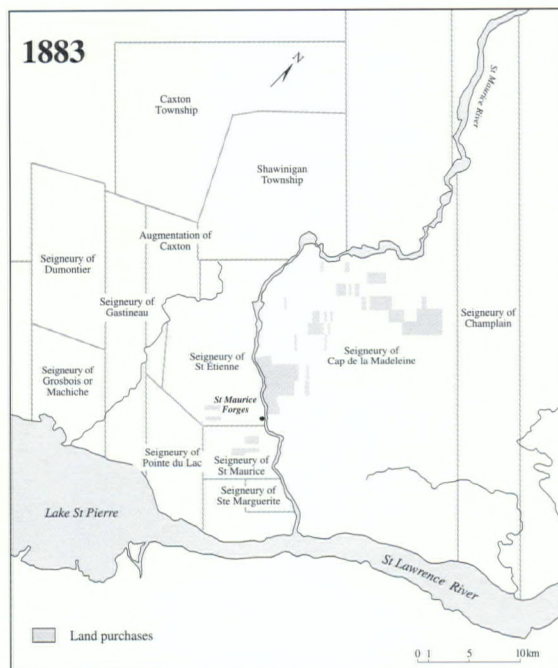 1883
N
Caxton
Township
St Maurice River
Shawinigan
Township
Augmentation of
Caxton
Seigneury of
Dumontier
Seigneury of
Gastineau
Seigneury of
Champlain
Seigneury of
Cap de la Madeleine
Seigneury of
St Étienne
Seigneury of
Grosbois or
Machiche
St Maurice
Forges
Seigneury of
Pointe du Lac
Seigneury of
St Maurice
Seigneury of
Ste Marguerite
Lake St Pierre
St Lawrence River
Land purchases
0 1 5 10 km